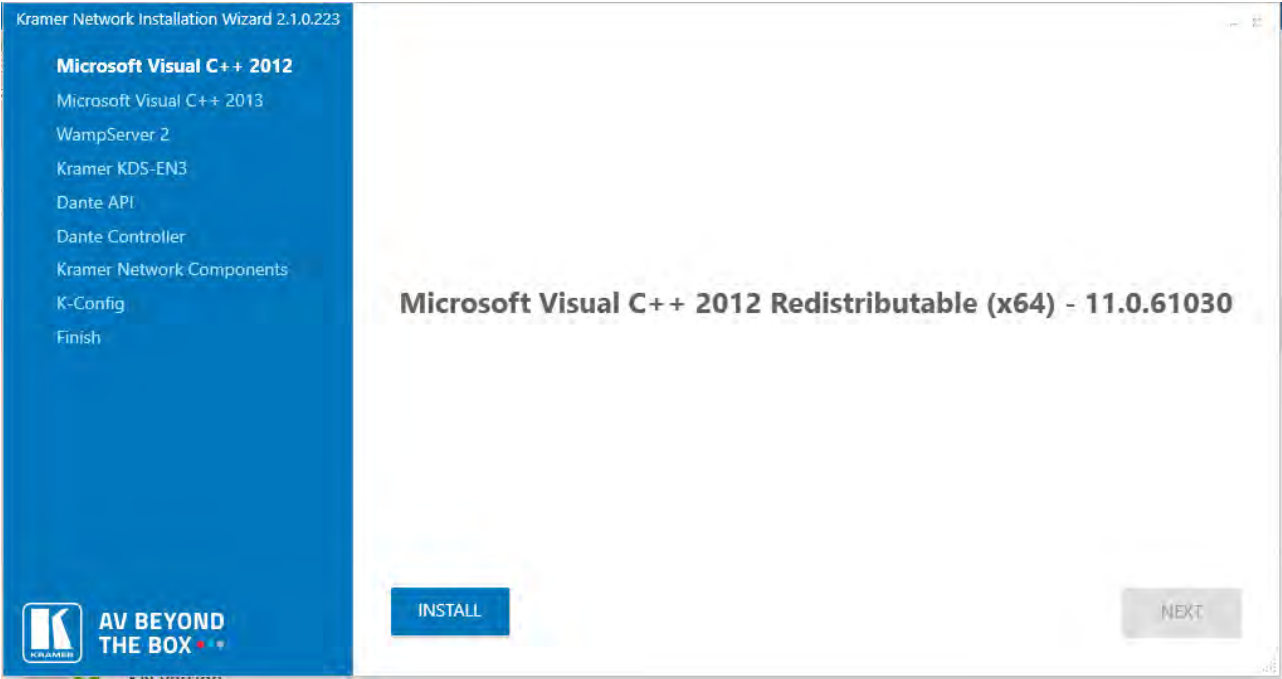 Kramer Network Installation Wizard 2.1.0.223
Microsoft Visual C++ 2012
Microsoft Visual C++ 2013
WampServer 2
Kramer KDS-EN3
Dante API
Dante Controller
Kramer Network Components
K-Config
Finish
Microsoft Visual C++ 2012 Redistributable (x64) - 11.0.61030
INSTALL
NEXT
KRAMER
AV BEYOND
THE BOX